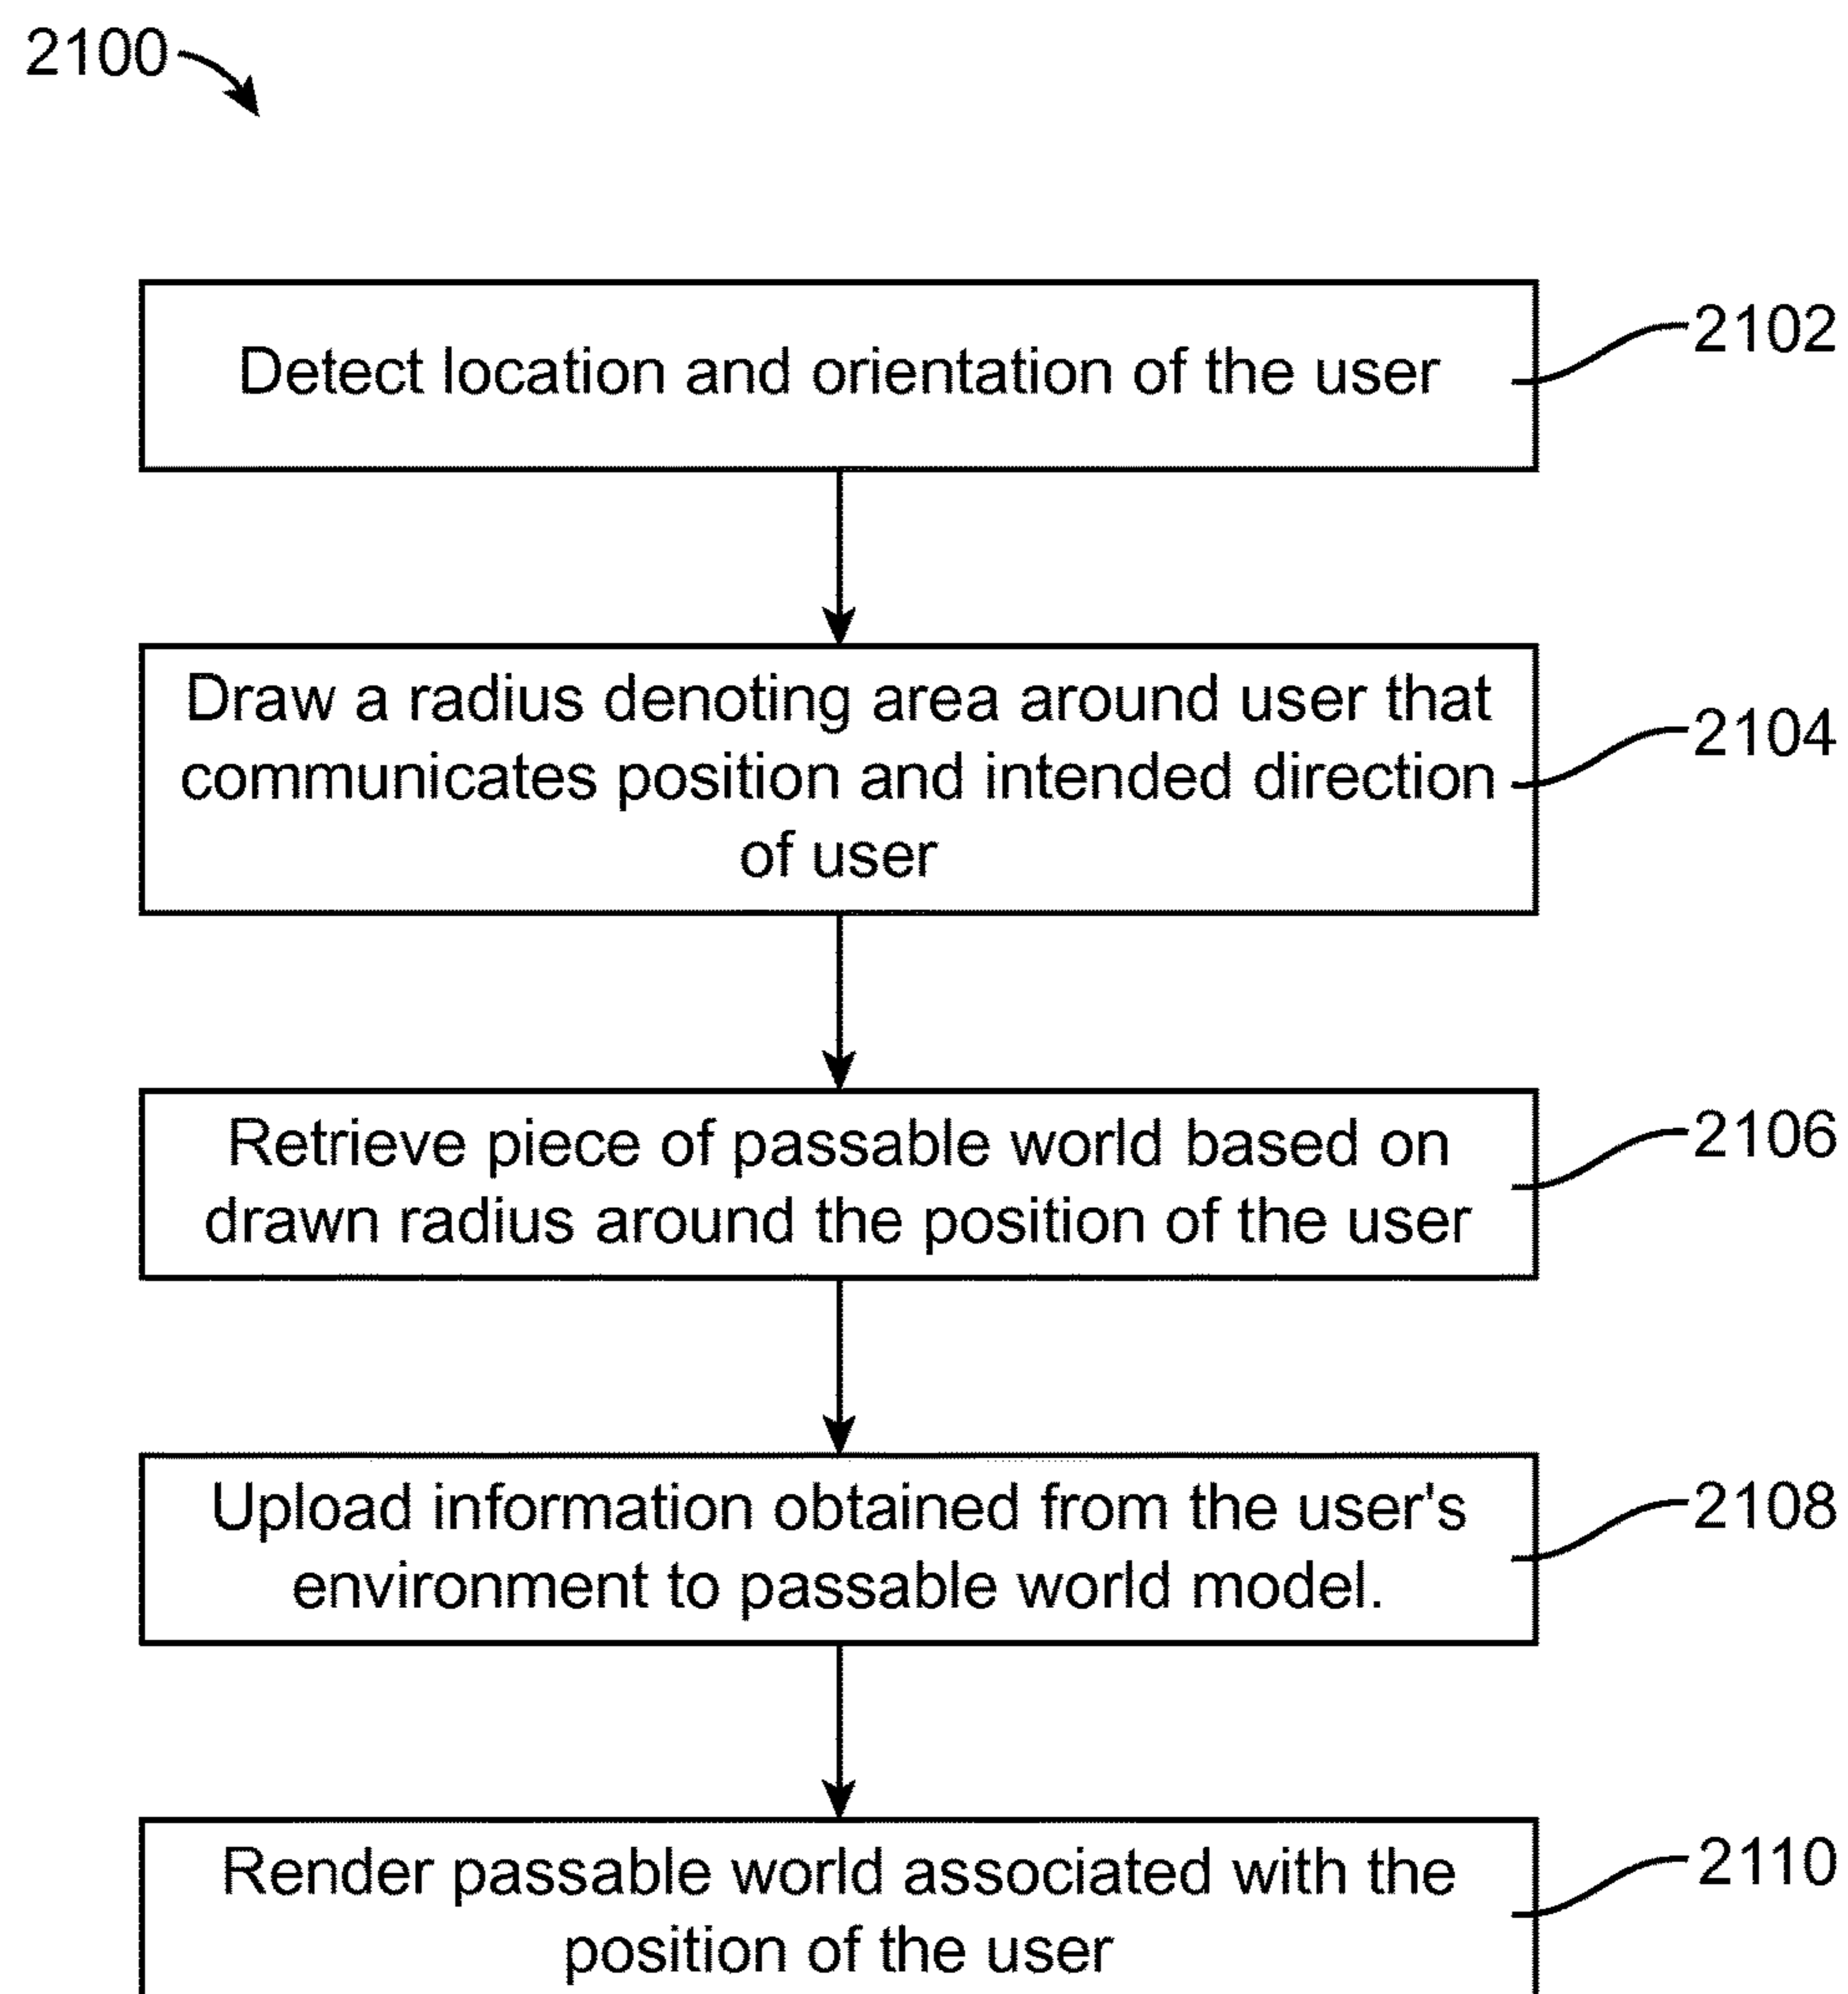 2100
Detect location and orientation of the user
2102
Draw a radius denoting area around user that
communicates position and intended direction
of user
2104
Retrieve piece of passable world based on
drawn radius around the position of the user
2106
Upload information obtained from the user's
environment to passable world model.
2108
Render passable world associated with the
position of the user
2110